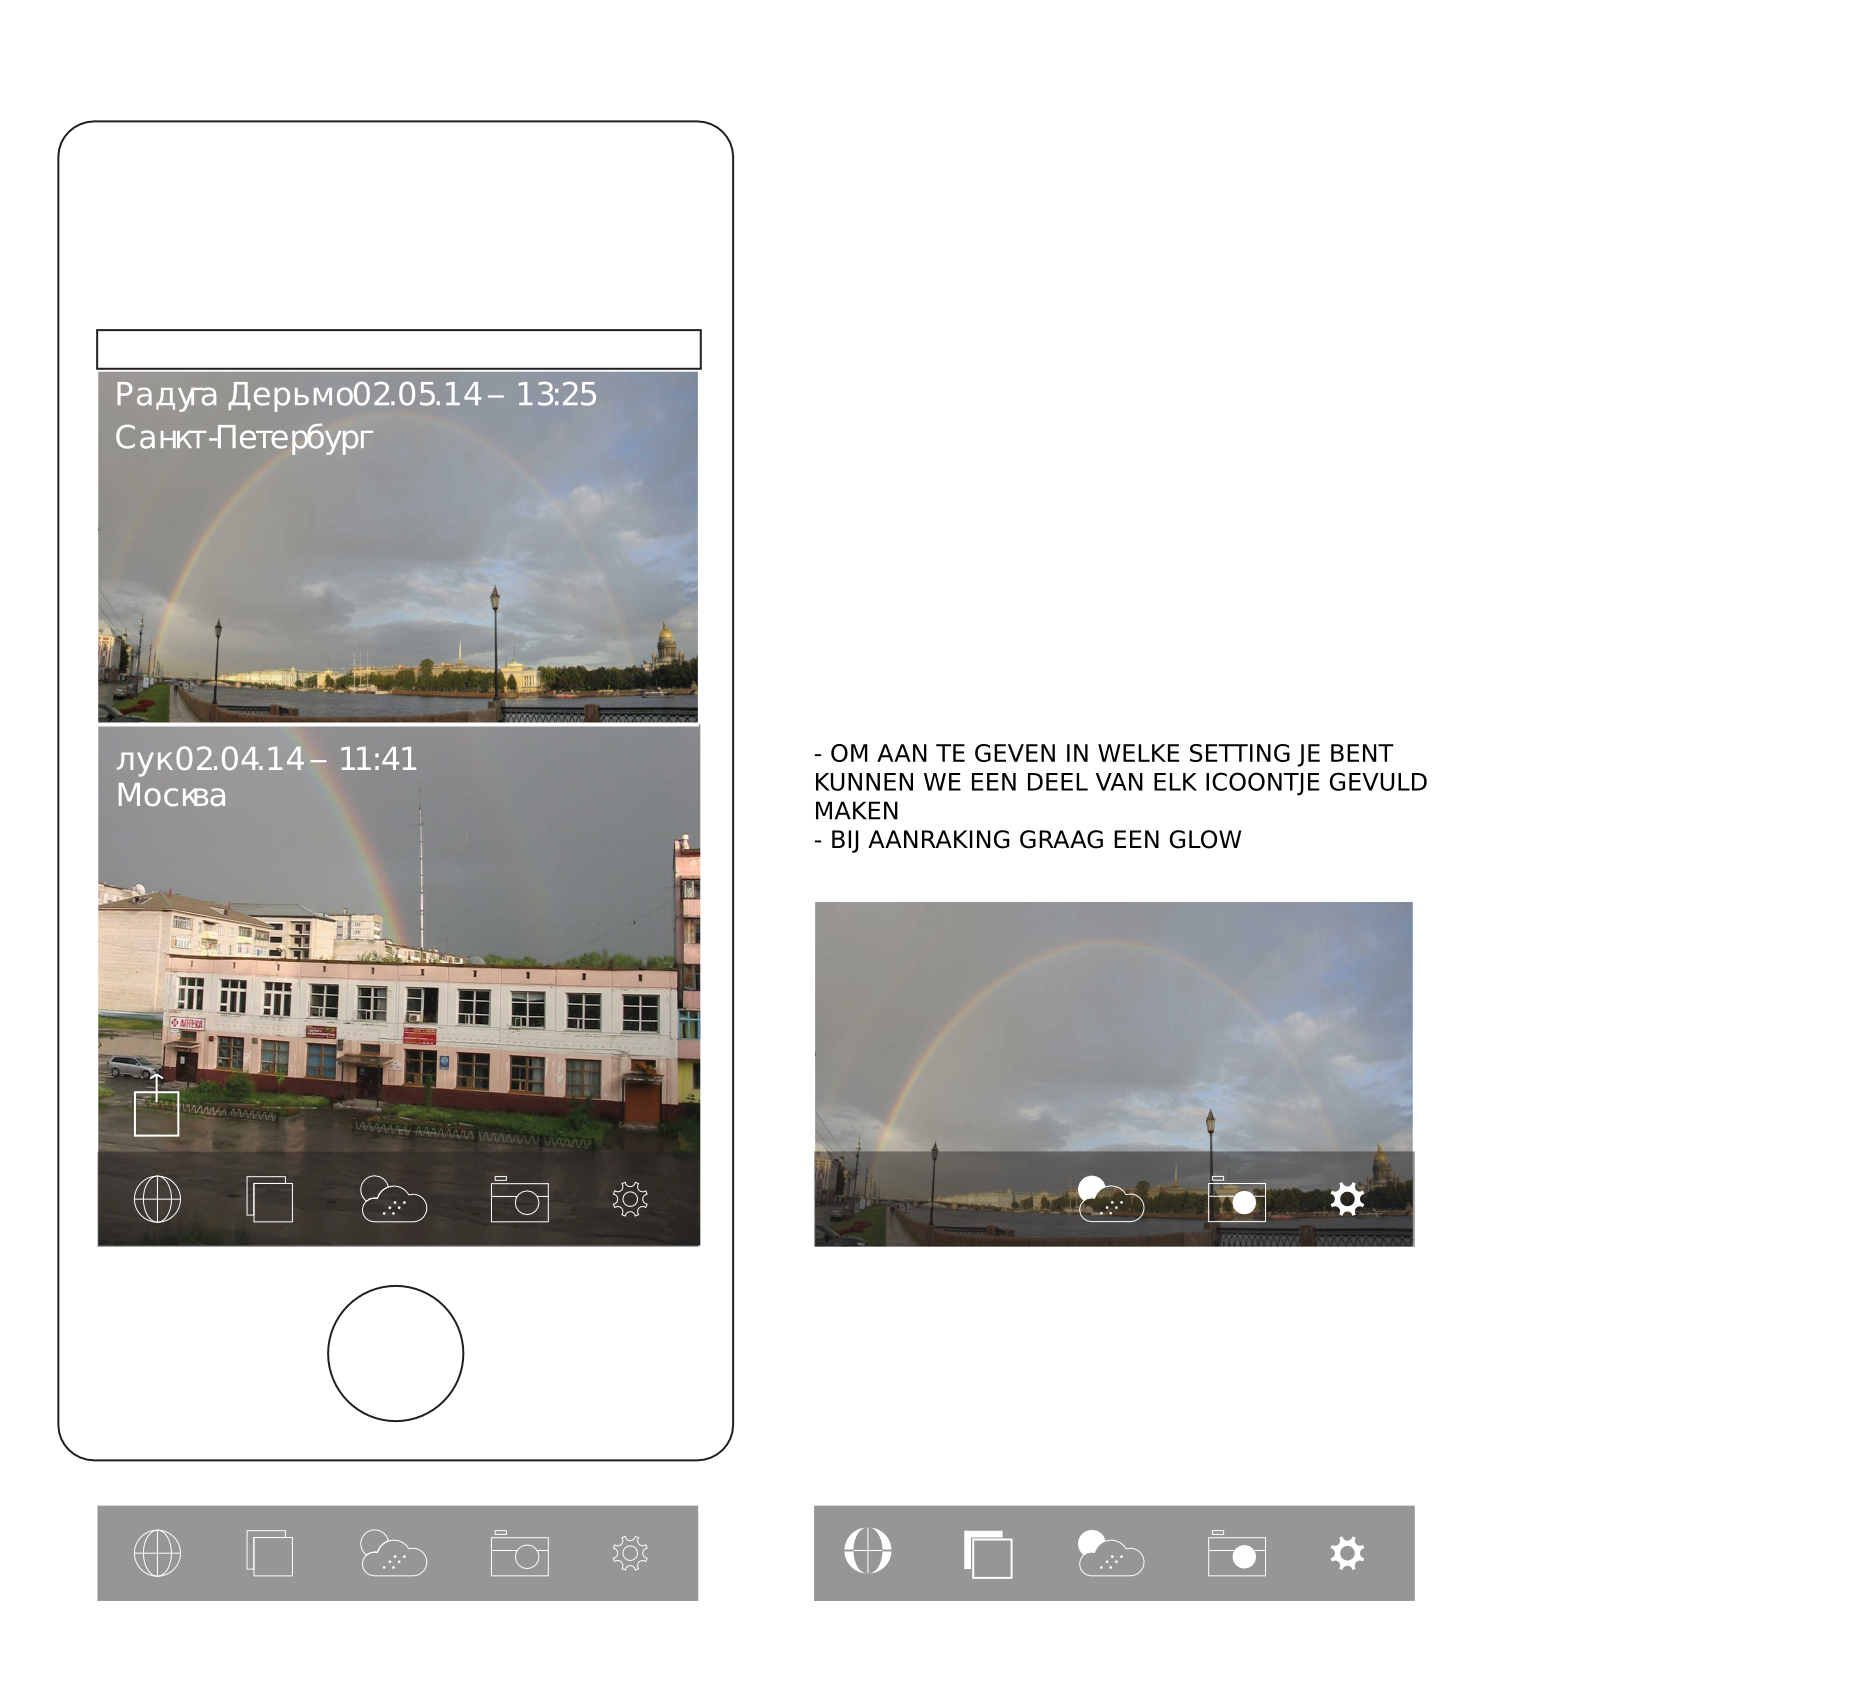 Радуга Дерьмо02.05.14 – 13:25
Санкт-Петербург
лук02.04.14 – 11:41
Москва
АПТЕКА
- OM AAN TE GEVEN IN WELKE SETTING JE BENT
KUNNEN WE EEN DEEL VAN ELK ICOONTJE GEVULD
MAKEN
- BIJ AANRAKING GRAAG EEN GLOW